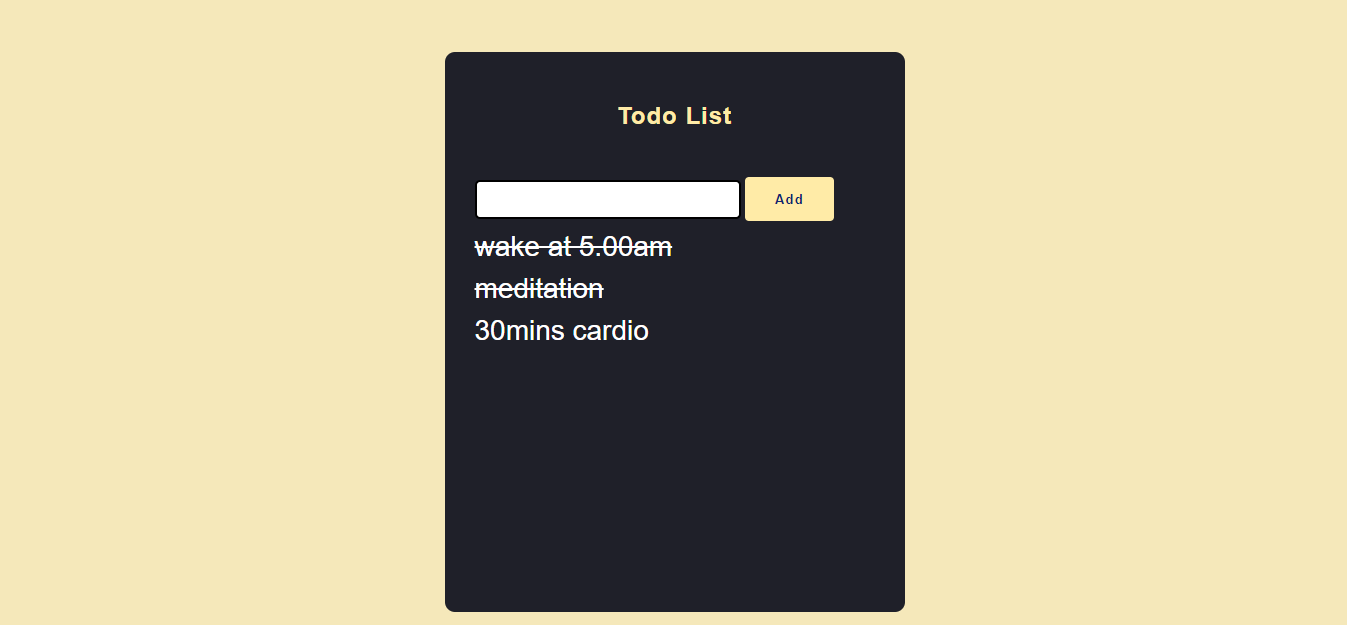 Todo List
Add
wake at 5.00am
meditation
30mins cardio